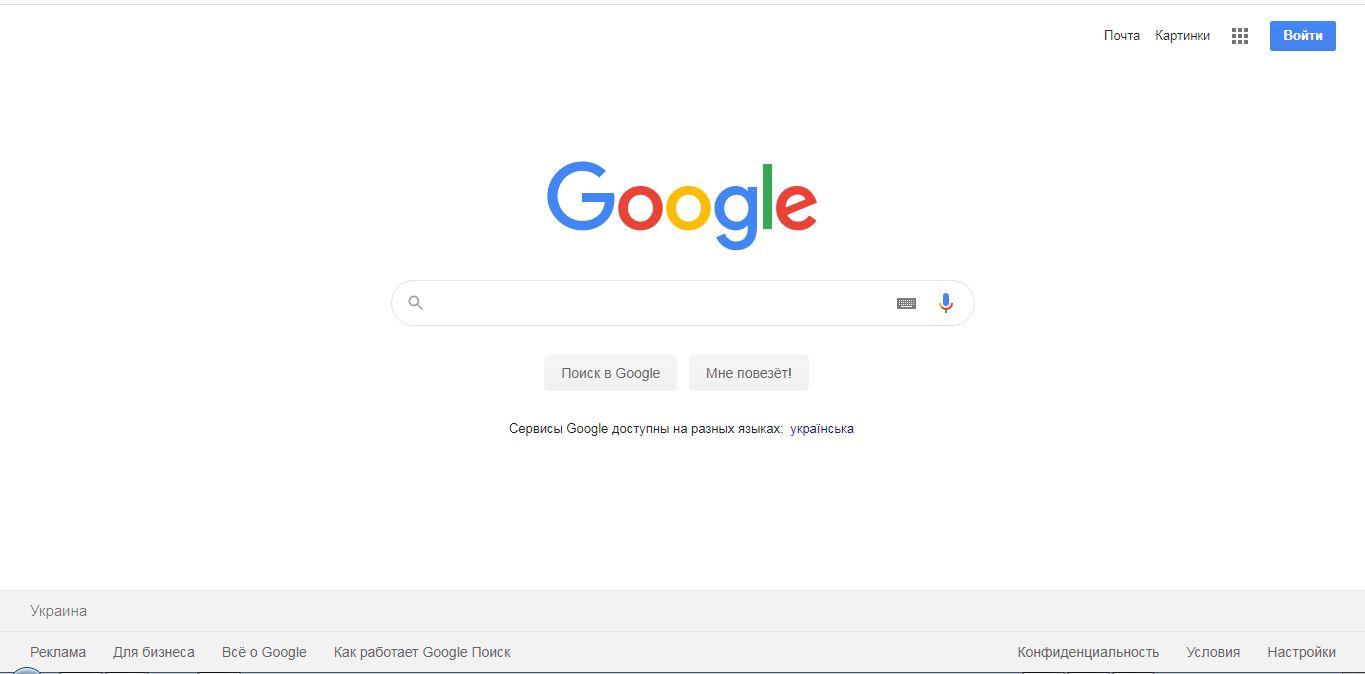 Почта Картинки Войти
Google
Поиск в Google Мне повезёт!
Сервисы Google доступны на разных языках: українська
Украина
Реклама Для бизнеса Всё о Google Как работает Google Поиск Конфиденциальность Условия Настройки